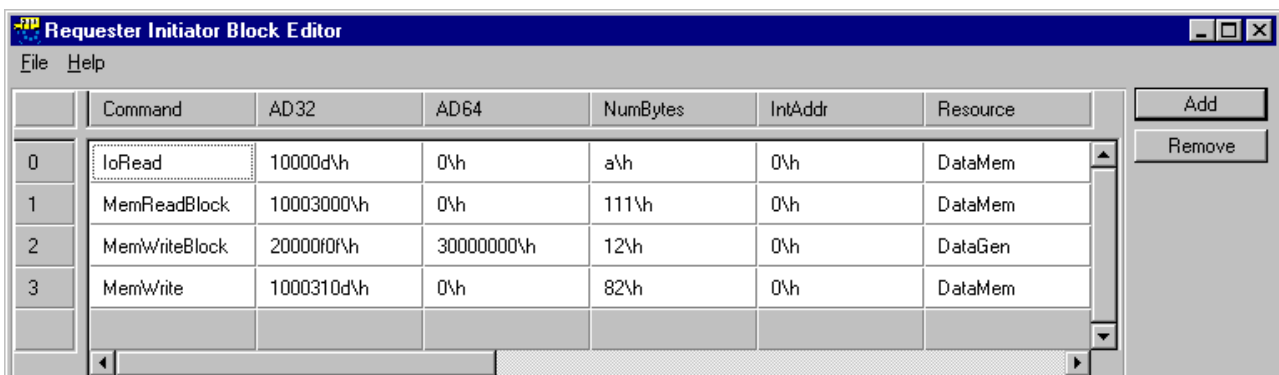 Requester Initiator Block Editor
File Help
Command AD32 AD64 NumBytes IntAddr Resource Add
Remove
0 IoRead 10000d\h 0\h a\h 0\h DataMem
1 MemReadBlock 10003000\h 0\h 111\h 0\h DataMem
2 MemWriteBlock 20000f0f\h 30000000\h 12\h 0\h DataGen
3 MemWrite 1000310d\h 0\h 82\h 0\h DataMem